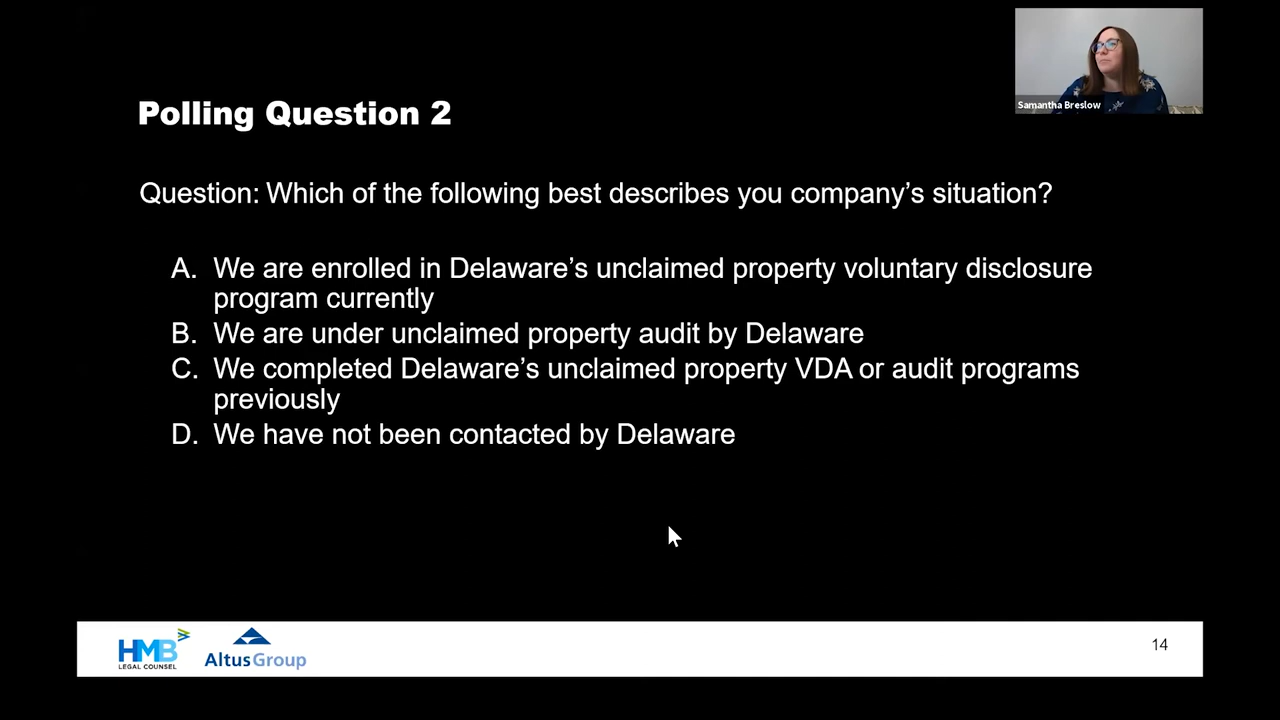 Samantha Breslow
Polling Question 2
Question: Which of the following best describes you company’s situation?
A. We are enrolled in Delaware’s unclaimed property voluntary disclosure
program currently
B. We are under unclaimed property audit by Delaware
C. We completed Delaware’s unclaimed property VDA or audit programs
previously
D. We have not been contacted by Delaware
HMB
LEGAL COUNSEL
AltusGroup
14